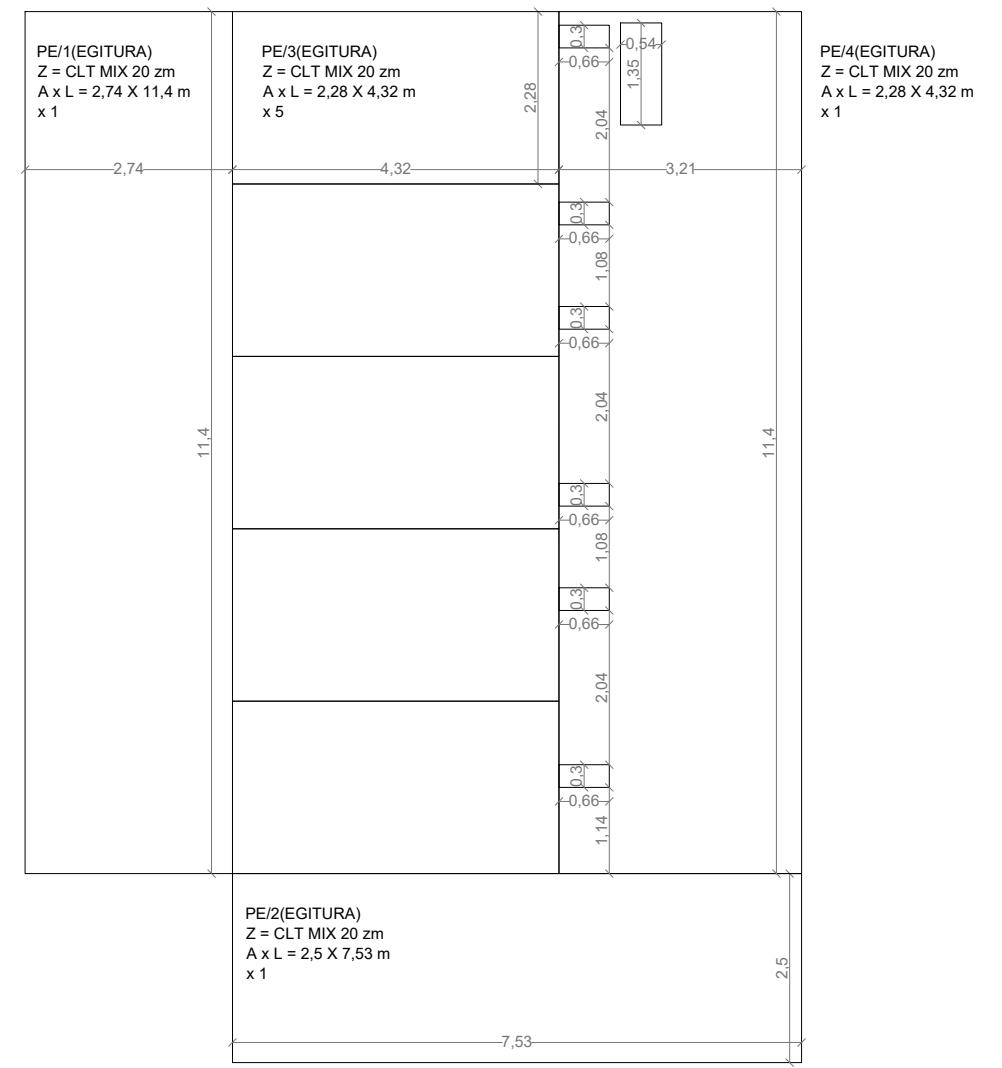 PE/1(EGITURA)
Z = CLT MIX 20 zm
A x L = 2,74 X 11,4 m
x 1
PE/3(EGITURA)
Z = CLT MIX 20 zm
A x L = 2,28 X 4,32 m
x 5
PE/4(EGITURA)
Z = CLT MIX 20 zm
A x L = 2,28 X 4,32 m
x 1
2,28
0,3
0,66
0,54
1,35
2,04
2,74
4,32
3,21
0,3
0,66
1,08
0,3
0,66
2,04
11,4
11,4
0,3
0,66
1,08
0,3
0,66
2,04
0,3
0,66
1,14
PE/2(EGITURA)
Z = CLT MIX 20 zm
A x L = 2,5 X 7,53 m
x 1
2,5
7,53